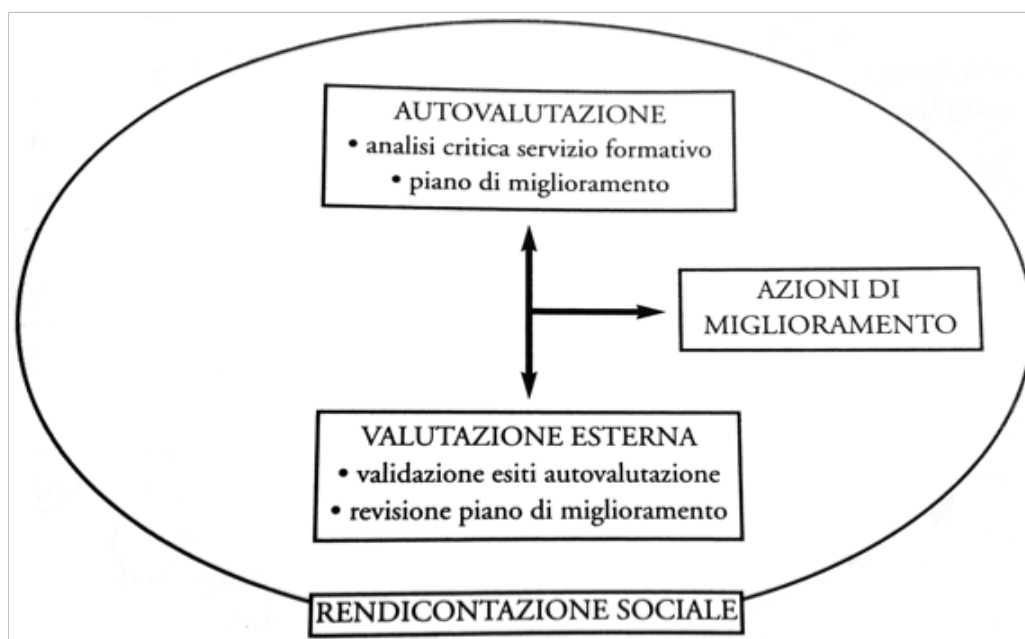 AUTOVALUTAZIONE
• analisi critica servizio formativo
• piano di miglioramento
AZIONI DI
MIGLIORAMENTO
VALUTAZIONE ESTERNA
• validazione esiti autovalutazione
• revisione piano di miglioramento
RENDICONTAZIONE SOCIALE